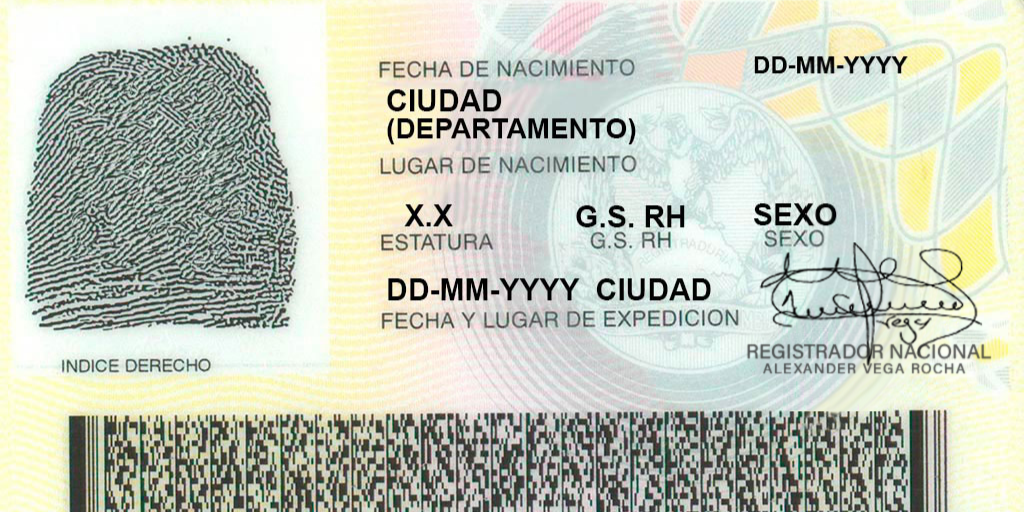 FECHA DE NACIMIENTO DD-MM-YYYY
CIUDAD
(DEPARTAMENTO)
LUGAR DE NACIMIENTO
X.X G.S. RH SEXO
ESTATURA G.S. RH SEXO
DD-MM-YYYY CIUDAD
FECHA Y LUGAR DE EXPEDICION
REGISTRADOR NACIONAL
ALEXANDER VEGA ROCHA
INDICE DERECHO